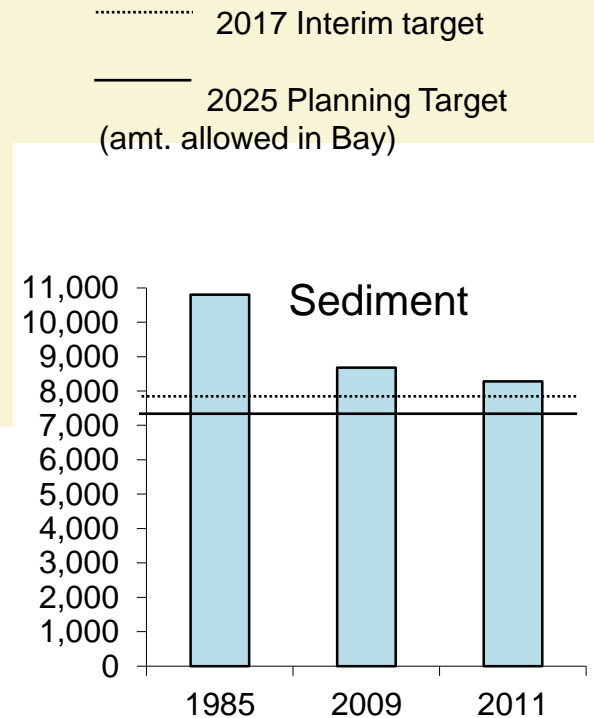 2017 Interim target
2025 Planning Target
(amt. allowed in Bay)
Sediment
11,000
10,000
9,000
8,000
7,000
6,000
5,000
4,000
3,000
2,000
1,000
0
1985 2009 2011